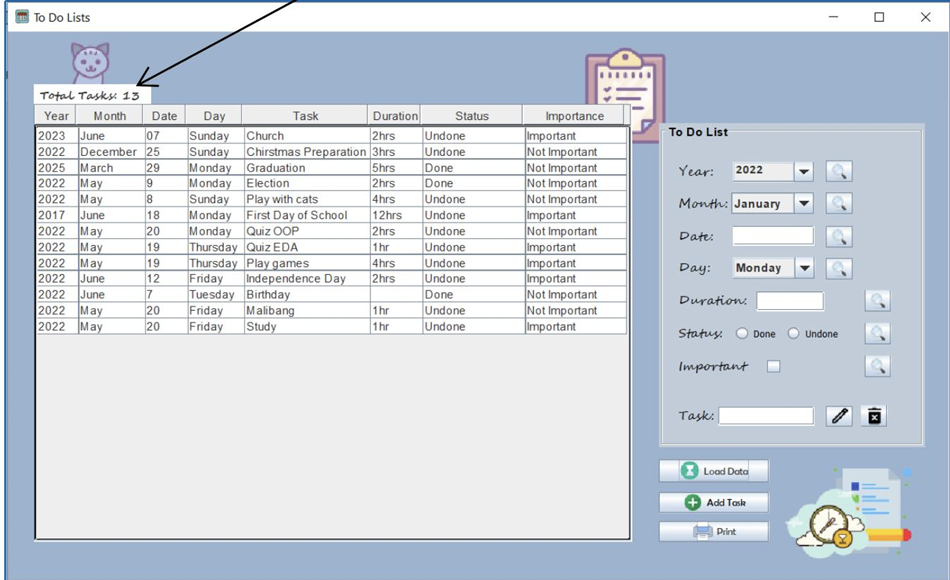 To Do Lists
Total Tasks: 13
Year Month Date Day Task Duration Status Importance
2023 June 07 Sunday Church 2hrs Undone Important
2022 December 25 Sunday Chirstmas Preparation 3hrs Undone Not Important
2025 March 29 Monday Graduation 5hrs Done Not Important
2022 May 9 Monday Election 2hrs Done Not Important
2022 May 8 Sunday Play with cats 4hrs Undone Not Important
2017 June 18 Monday First Day of School 12hrs Undone Important
2022 May 20 Monday Quiz OOP 2hrs Undone Not Important
2022 May 19 Thursday Quiz EDA 1hr Undone Important
2022 May 19 Thursday Play games 4hrs Undone Important
2022 June 12 Friday Independence Day 2hrs Undone Important
2022 June 7 Tuesday Birthday Done Not Important
2022 May 20 Friday Malibang 1hr Undone Not Important
2022 May 20 Friday Study 1hr Undone Important
To Do List
Year: 2022
Month: January
Date:
Day: Monday
Duration:
Status: Done Undone
Important
Task:
Load Data
Add Task
Print